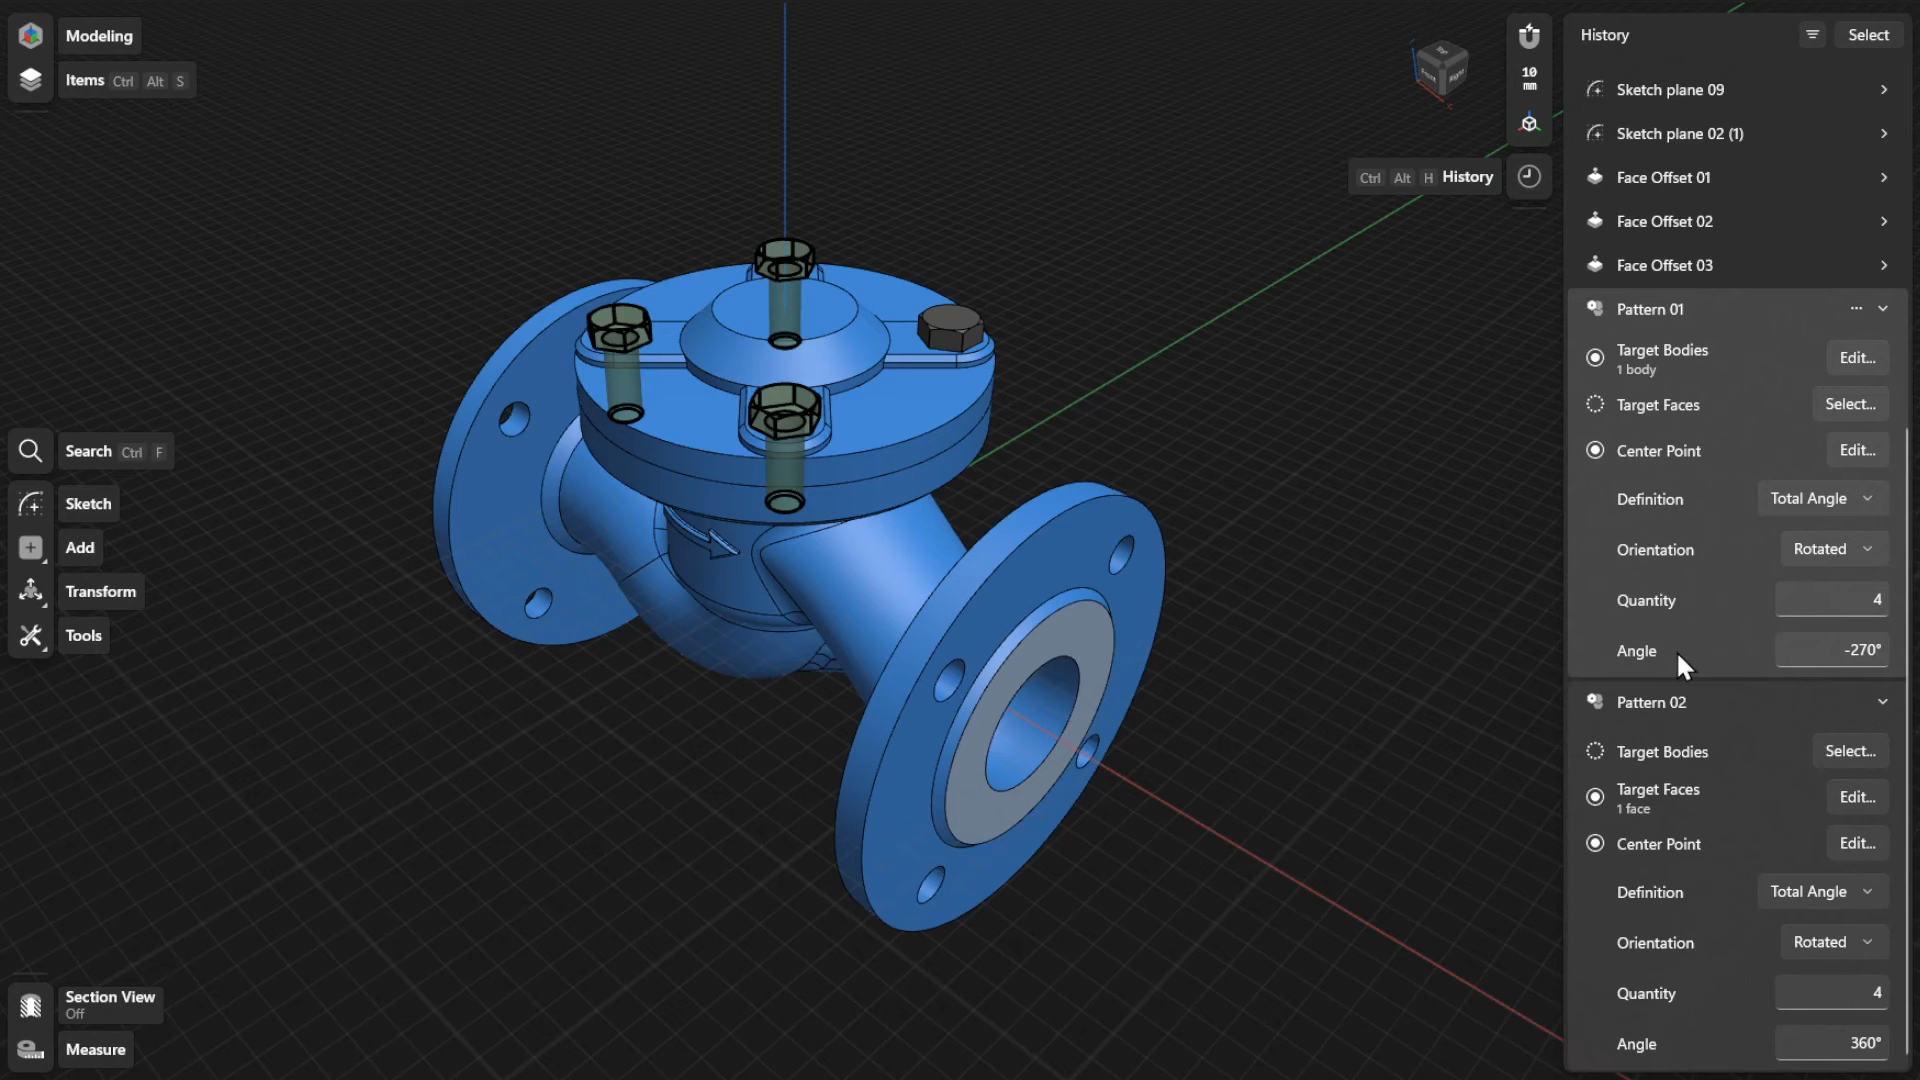 Modeling
Items Ctrl Alt S
Search Ctrl F
Sketch
Add
Transform
Tools
Section View
Off
Measure
Front
Right
10
mm
Ctrl Alt H History
History
Select
Sketch plane 09
Sketch plane 02 (1)
Face Offset 01
Face Offset 02
Face Offset 03
Pattern 01
Target Bodies
1 body
Edit...
Target Faces
Select...
Center Point
Edit...
Definition
Total Angle
Orientation
Rotated
Quantity
4
Angle
-270°
Pattern 02
Target Bodies
Select...
Target Faces
1 face
Edit...
Center Point
Edit...
Definition
Total Angle
Orientation
Rotated
Quantity
4
Angle
360°